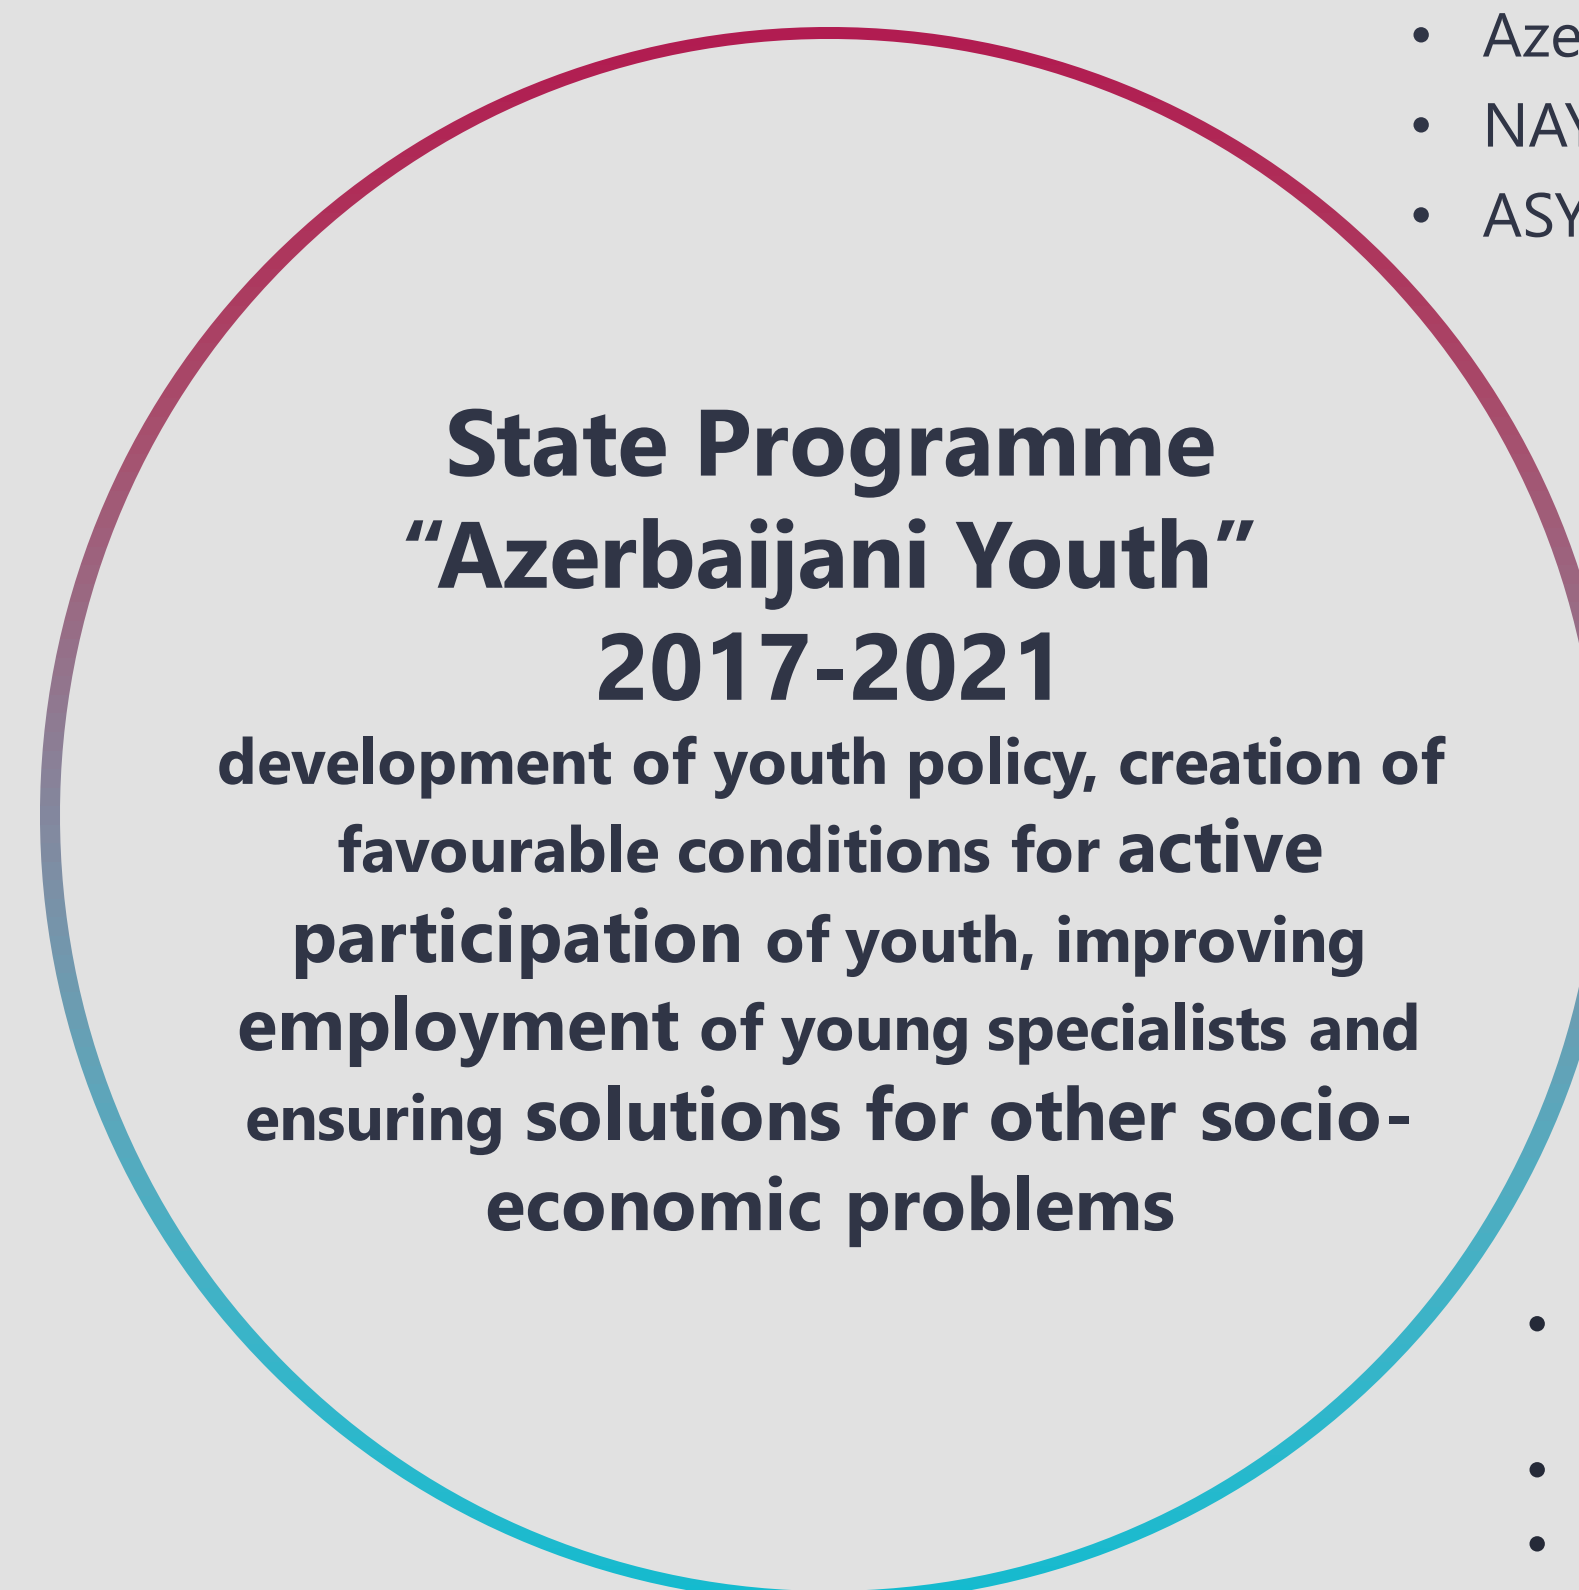 • Aze
• NAY
• ASY
State Programme
“Azerbaijani Youth”
2017-2021
development of youth policy, creation of
favourable conditions for active
participation of youth, improving
employment of young specialists and
ensuring solutions for other socio-
economic problems
•
•
•